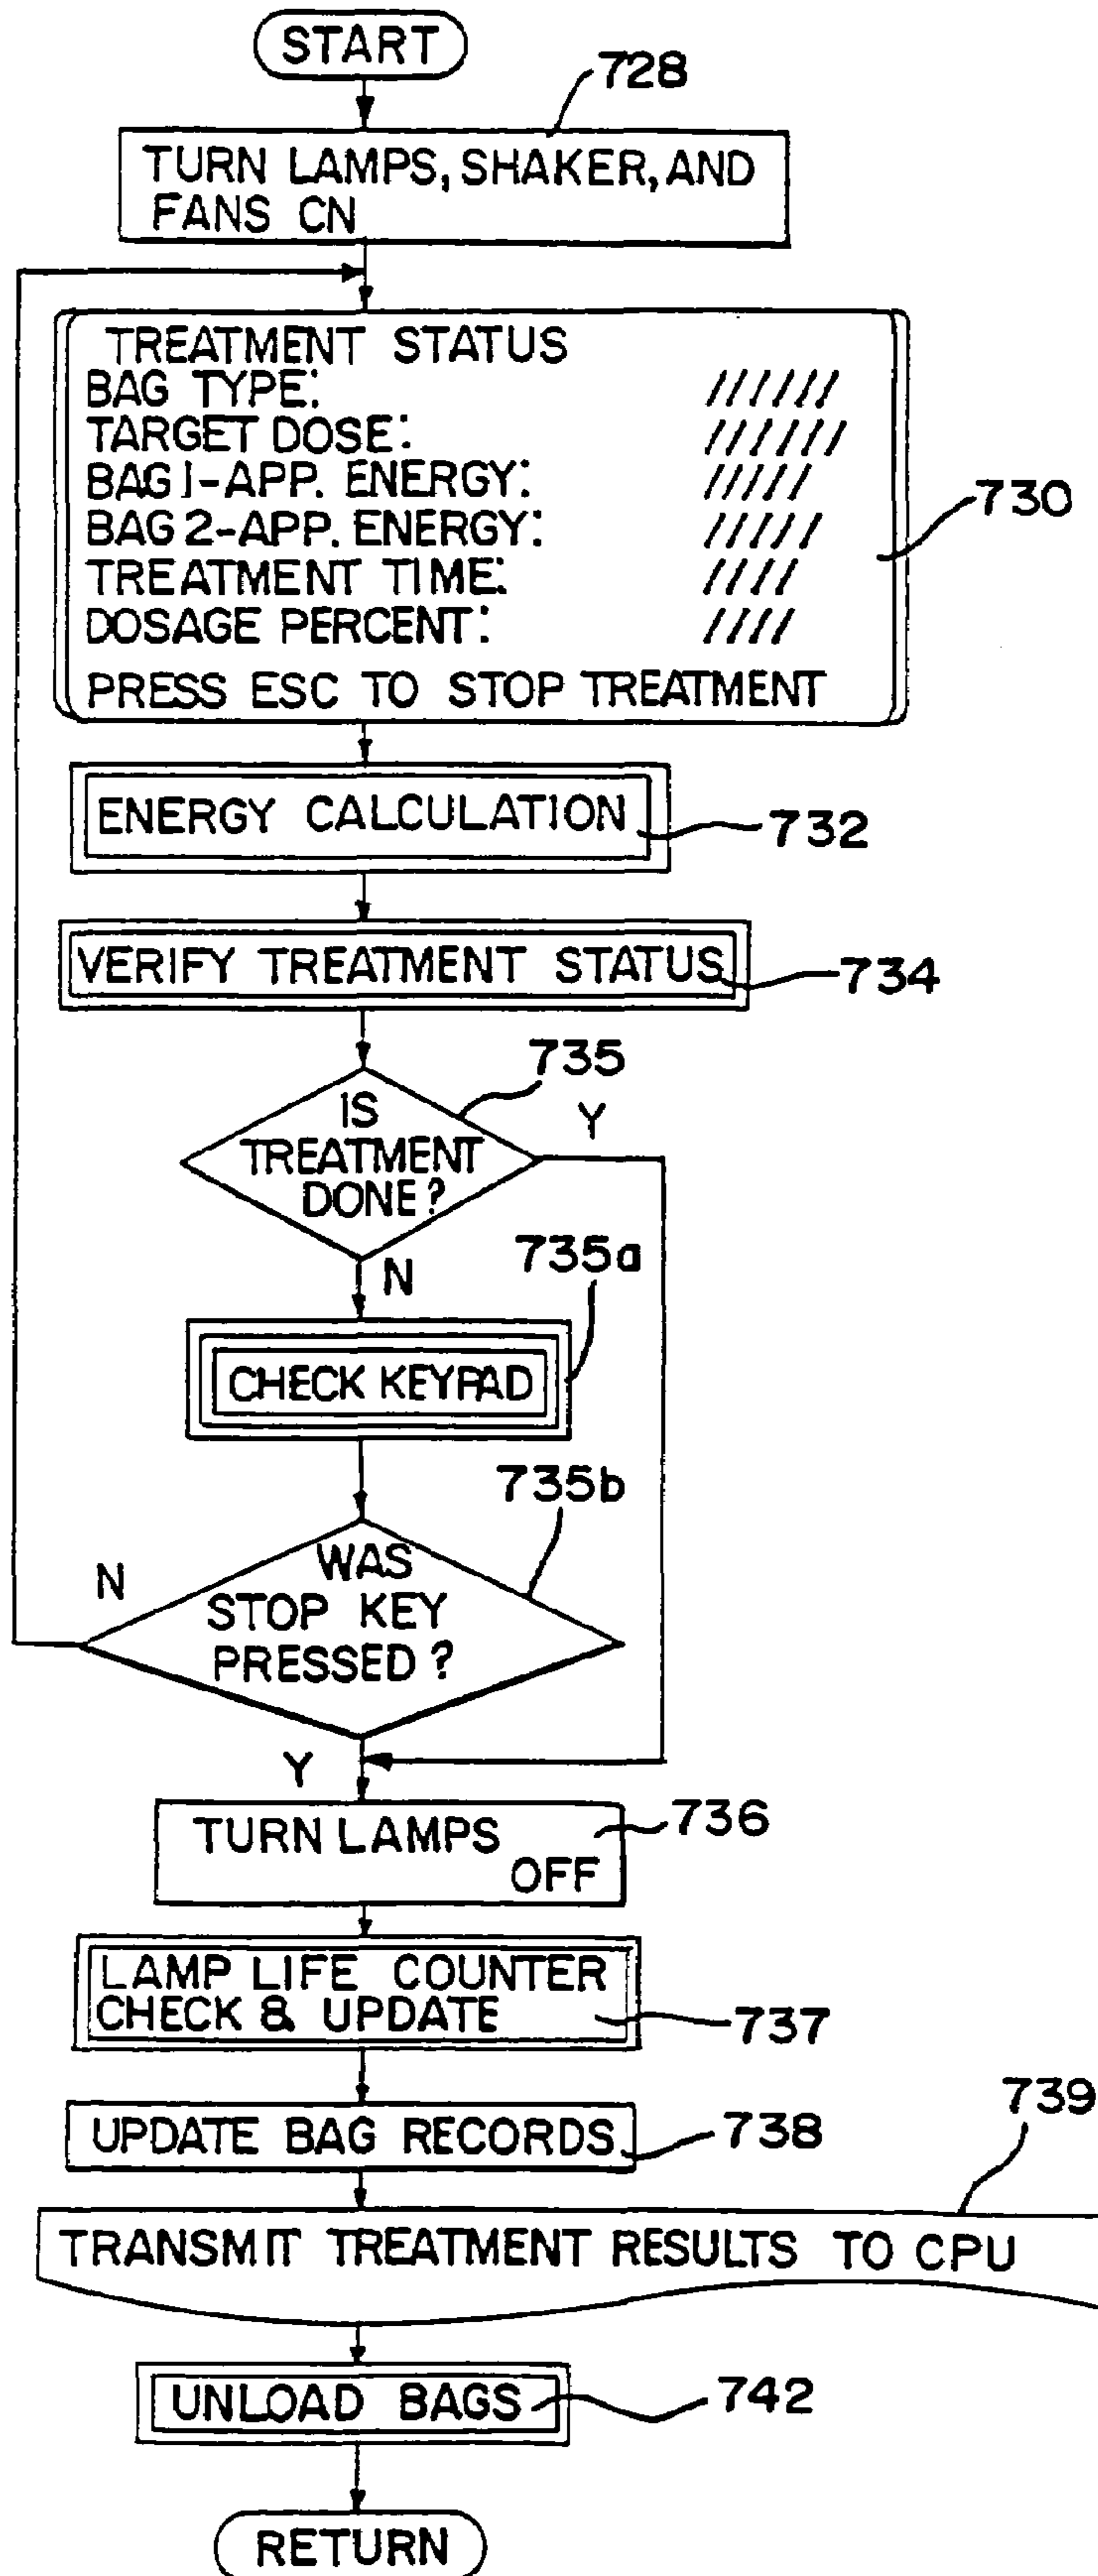 START
728
TURN LAMPS, SHAKER, AND
FANS CN
TREATMENT STATUS
BAG TYPE: //////
TARGET DOSE: //////
BAG 1-APP. ENERGY: /////
BAG 2-APP. ENERGY: /////
TREATMENT TIME: ////
DOSAGE PERCENT: ////
PRESS ESC TO STOP TREATMENT
730
ENERGY CALCULATION
732
VERIFY TREATMENT STATUS
734
735
IS
TREATMENT
DONE?
Y
N
735a
CHECK KEYPAD
735b
WAS
STOP KEY
PRESSED?
N
Y
TURN LAMPS
OFF
736
LAMP LIFE COUNTER
CHECK & UPDATE
737
UPDATE BAG RECORDS
738
739
TRANSMIT TREATMENT RESULTS TO CPU
UNLOAD BAGS
742
RETURN